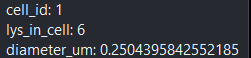 cell_id: 1
lys_in_cell: 6
diameter_um: 0.2504395842552185